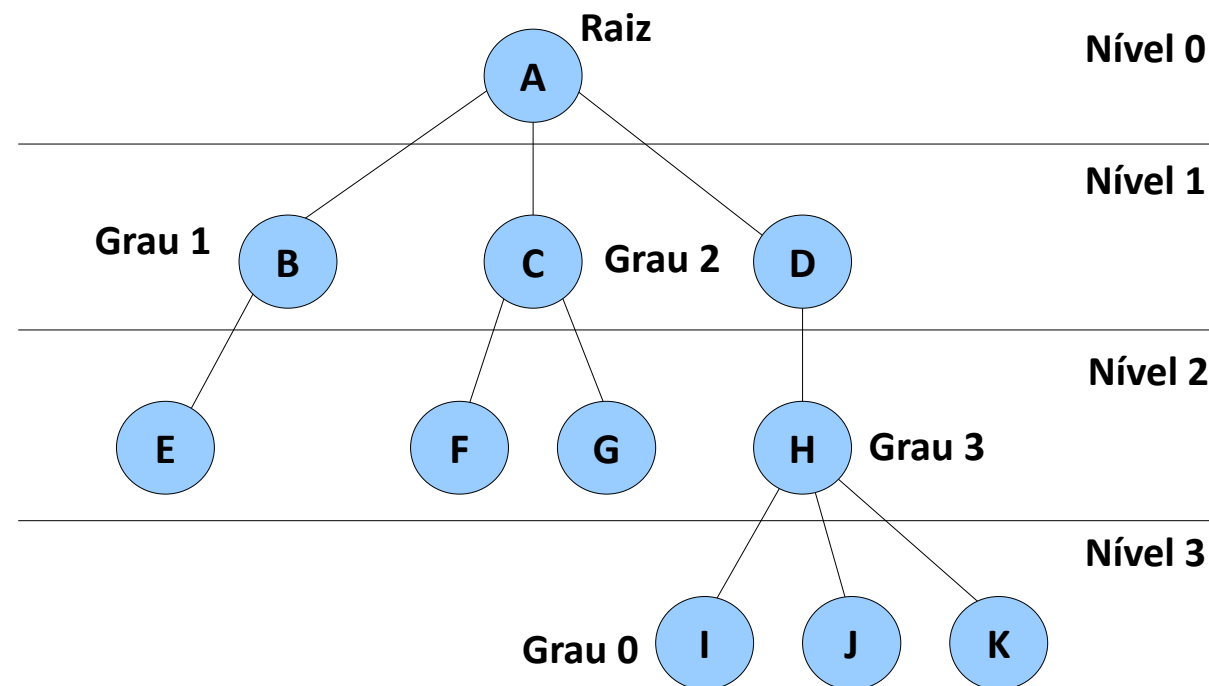 Raiz
Nível 0
A
Nível 1
Grau 1
B
C
Grau 2
D
Nível 2
E
F
G
H
Grau 3
Nível 3
Grau 0
I
J
K